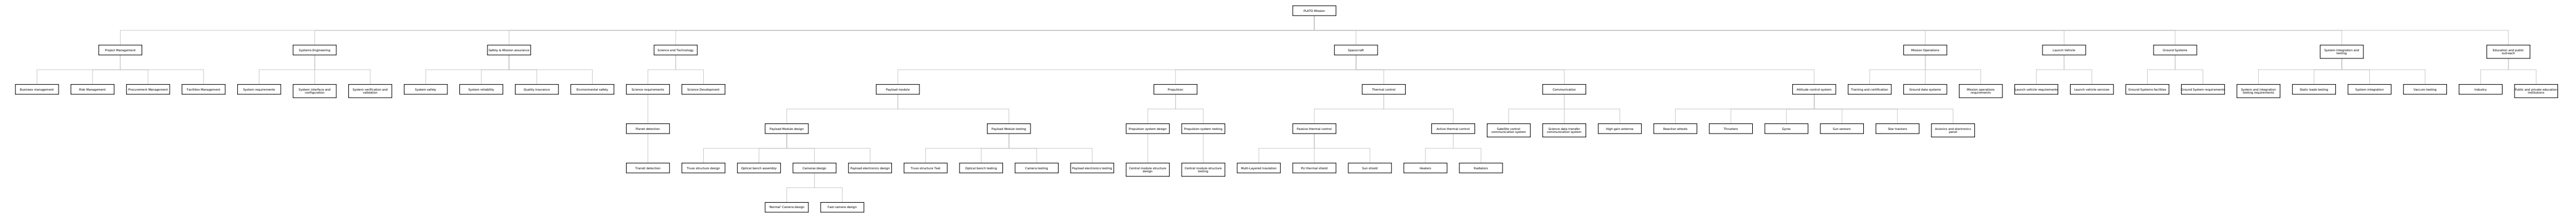 PLATO Mission
Project Management
Systems Engineering
Safety & Mission assurance
Science and Technology
Spacecraft
Mission Operations
Launch Vehicle
Ground Systems
System Integration and
testing
Education and public
outreach
Business management
Risk Management
Procurement Management
Facilities Management
System requirements
System interface and
configuration
System verification and
validation
System safety
System reliability
Quality insurance
Environmental safety
Science requirements
Science Development
Payload module
Propulsion
Thermal control
Communication
Attitude control system
Training and certification
Ground data systems
Mission operations
requirements
Launch vehicle requirements
Launch vehicle services
Ground Systems facilities
Ground System requirements
System and integration
testing requirements
Static loads testing
System Integration
Vaccum testing
Industry
Public and private education
institutions
Planet detection
Payload Module design
Payload Module testing
Propulsion system design
Propulsion system testing
Passive thermal control
Active thermal control
Satellite control
communication system
Science data transfer
communication system
High gain antenna
Reaction wheels
Thrusters
Gyros
Sun sensors
Star trackers
Avionics and electronics
panel
Transit detection
Truss structure design
Optical bench assembly
Cameras design
Payload electronics design
Truss structure Test
Optical bench testing
Camera testing
Payload electronics testing
Central module structure
design
Central module structure
testing
Multi-Layered Insulation
Sun shield
Heaters
Radiators
'Normal' Camera design
Fast camera design